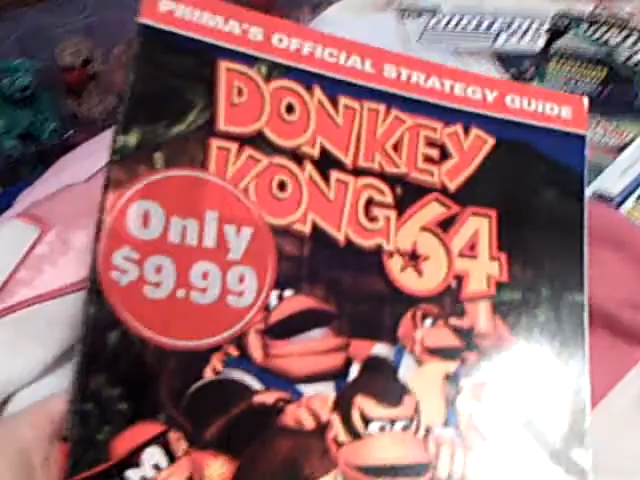 PRIMA'S OFFICIAL STRATEGY GUIDE
DONKEY
KONG
64
Only
$9.99